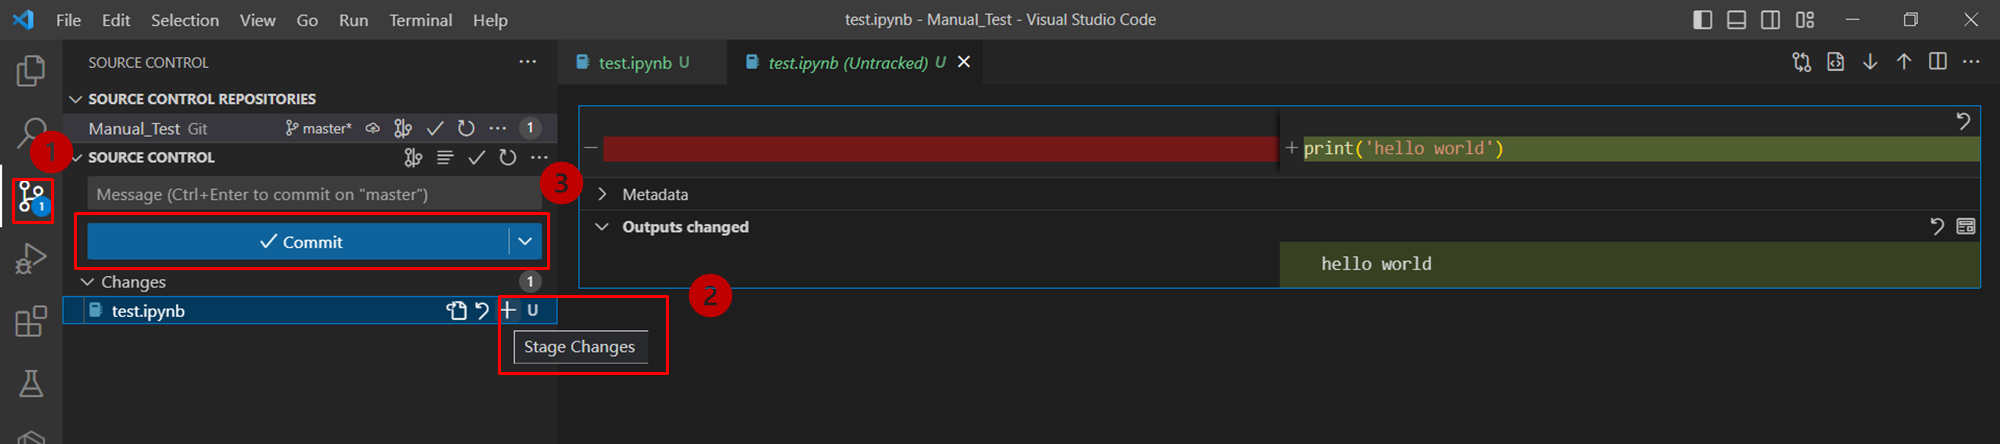 File Edit Selection View Go Run Terminal Help
test.ipynb - Manual_Test - Visual Studio Code
SOURCE CONTROL
SOURCE CONTROL REPOSITORIES
Manual_Test Git master* 1
1
SOURCE CONTROL
Message (Ctrl+Enter to commit on "master")
3
1
Commit
Changes 1
test.ipynb U
Stage Changes
2
test.ipynb U
test.ipynb (Untracked) U
print('hello world')
Metadata
Outputs changed
hello world